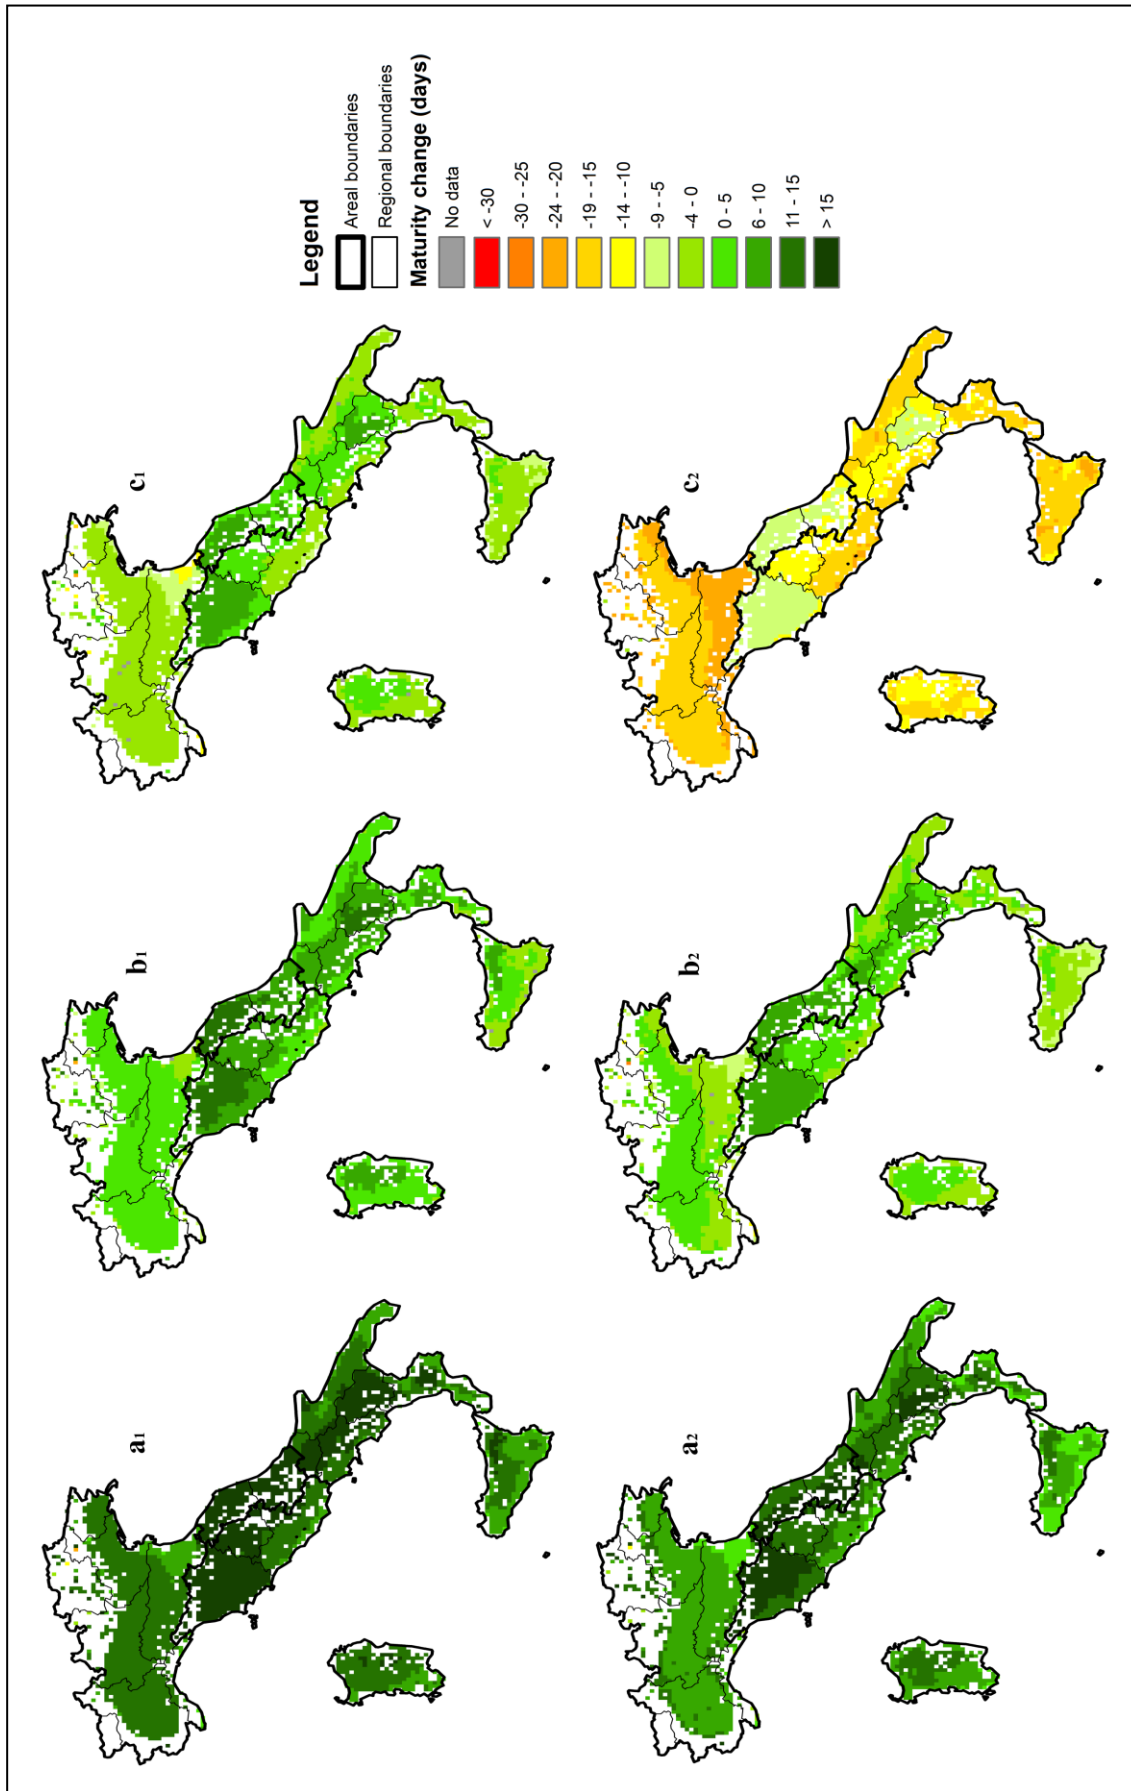 a1
b1
c1
a2
b2
c2
Legend
Areal boundaries
Regional boundaries
Maturity change (days)
No data
< -30
-30 - -25
-24 - -20
-19 - -15
-14 - -10
-9 - -5
-4 - 0
0 - 5
6 - 10
11 - 15
> 15